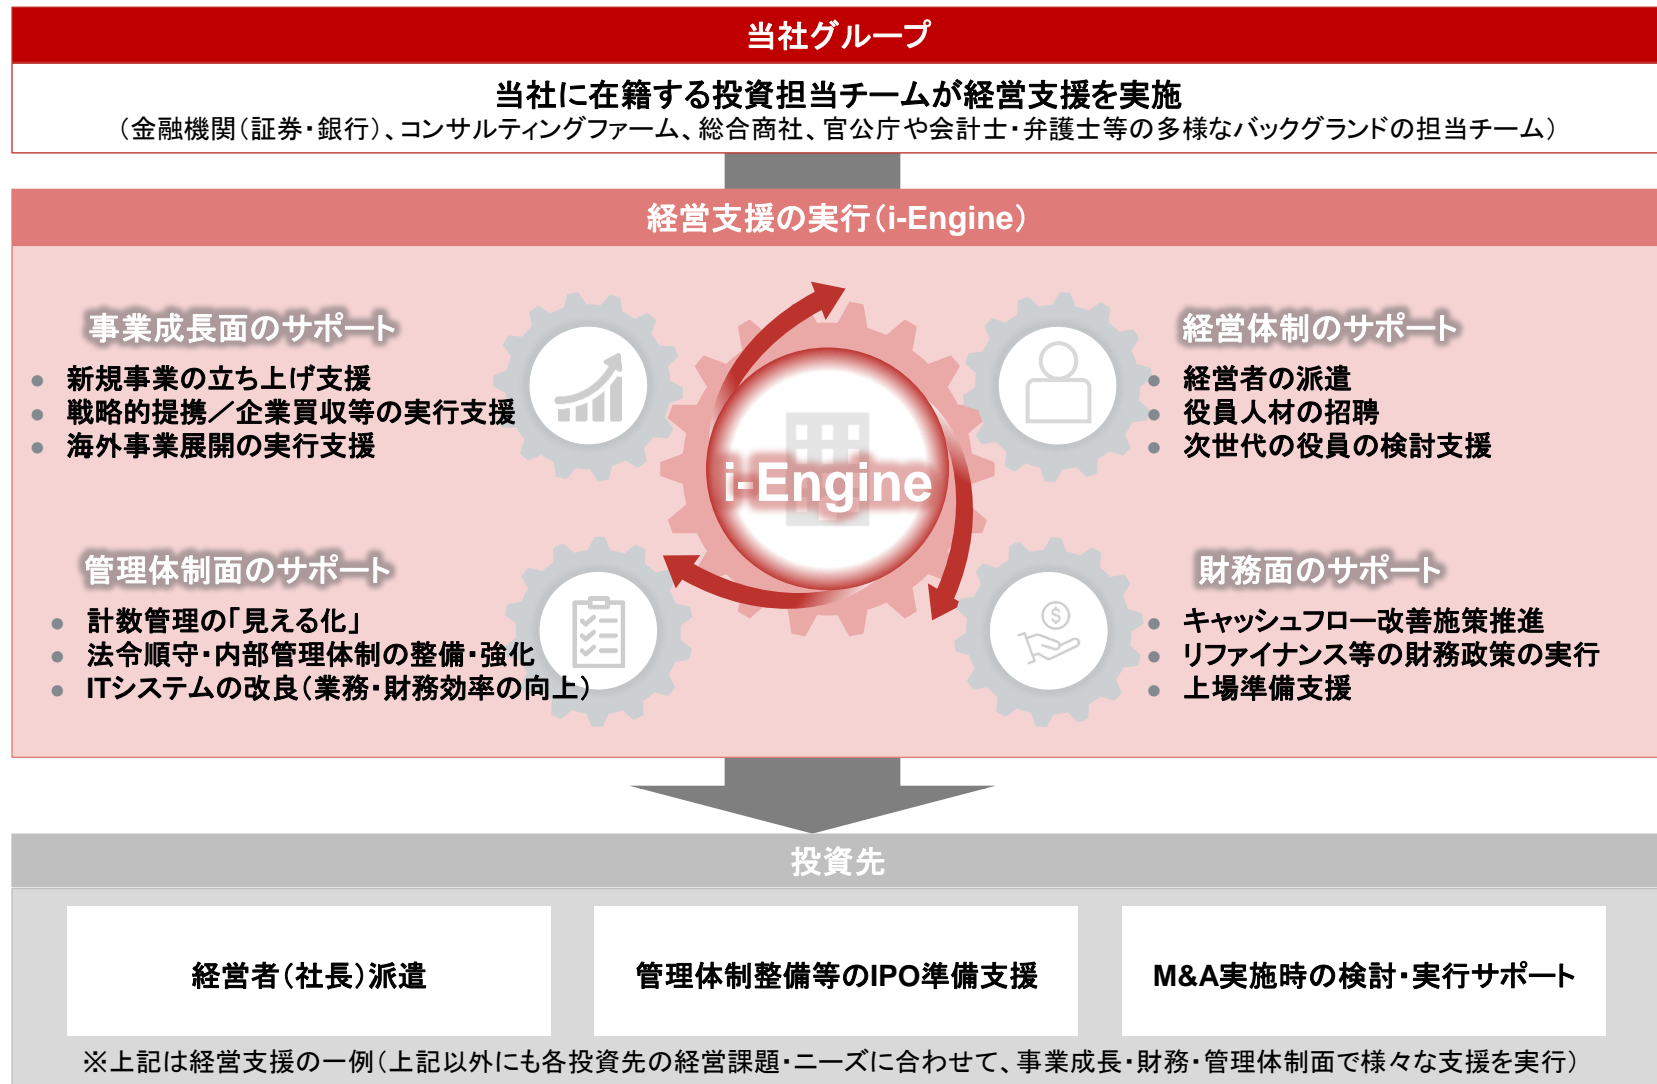 当社グループ
当社に在籍する投資担当チームが経営支援を実施
（金融機関（証券・銀行）、コンサルティングファーム、総合商社、官公庁や会計士・弁護士等の多様なバックグランドの担当チーム）
経営支援の実行（i-Engine）
事業成長面のサポート
● 新規事業の立ち上げ支援
● 戦略的提携／企業買収等の実行支援
● 海外事業展開の実行支援
経営体制のサポート
● 経営者の派遣
● 役員人材の招聘
● 次世代の役員の検討支援
i-Engine
管理体制面のサポート
● 計数管理の「見える化」
● 法令順守・内部管理体制の整備・強化
● ITシステムの改良（業務・財務効率の向上）
財務面のサポート
● キャッシュフロー改善施策推進
● リファイナンス等の財務政策の実行
● 上場準備支援
$
投資先
経営者（社長）派遣
管理体制整備等のIPO準備支援
M&A実施時の検討・実行サポート
※上記は経営支援の一例（上記以外にも各投資先の経営課題・ニーズに合わせて、事業成長・財務・管理体制面で様々な支援を実行）